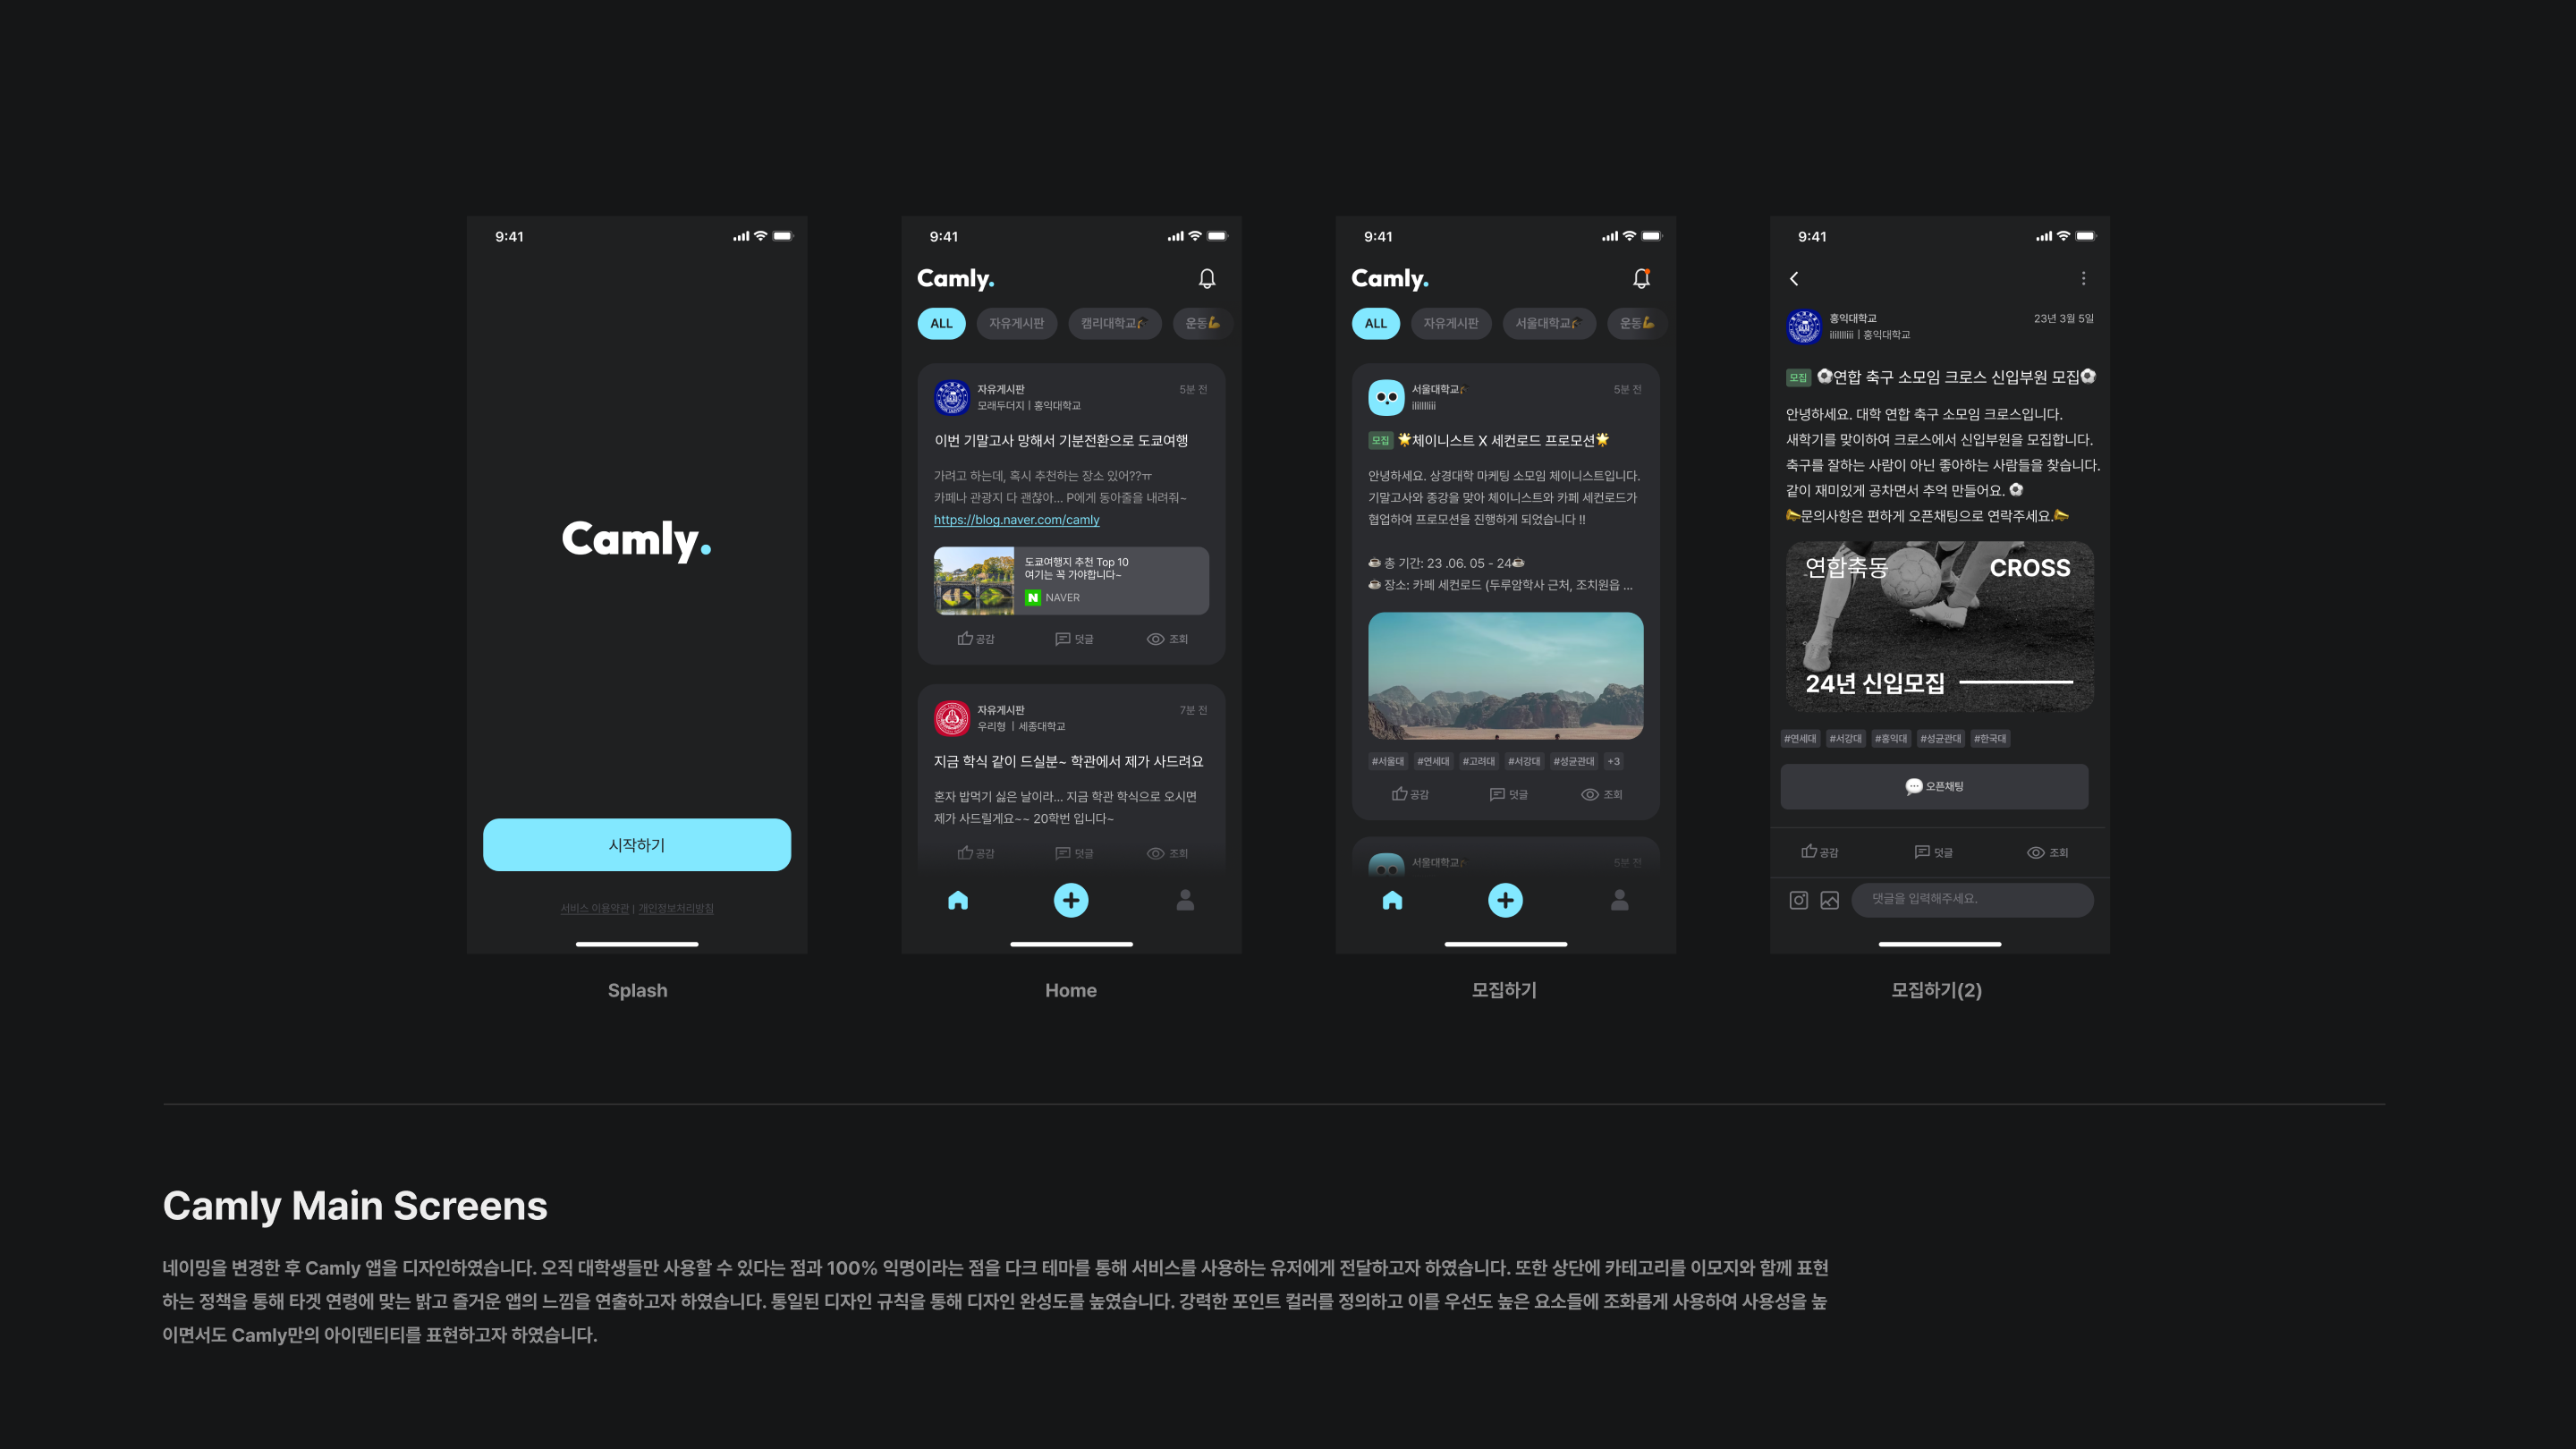 9:41
Camly.
시작하기
서비스 이용약관 | 개인정보처리방침
Splash
9:41
Camly.
ALL
자유게시판
캠리대학교🎓
운동💪
자유게시판
5분 전
모래두더지 | 홍익대학교
이번 기말고사 망해서 기분전환으로 도쿄여행
가려고 하는데, 혹시 추천하는 장소 있어??ㅠ
카페나 관광지 다 괜찮아... P에게 동아줄을 내려줘~
https://blog.naver.com/camly
도쿄여행지 추천 Top 10
여기는 꼭 가야합니다~
N NAVER
공감
덧글
조회
자유게시판
7분 전
우리형 | 세종대학교
지금 학식 같이 드실분~ 학관에서 제가 사드려요
혼자 밥먹기 싫은 날이라... 지금 학관 학식으로 오시면
제가 사드릴게요~~ 20학번 입니다~
공감
덧글
조회
Home
9:41
Camly.
ALL
자유게시판
서울대학교🎓
운동💪
서울대학교🎓
5분 전
모집 🌟체이니스트 X 세컨로드 프로모션🌟
안녕하세요. 상경대학 마케팅 소모임 체이니스트입니다.
기말고사와 종강을 맞아 체이니스트와 카페 세컨로드가
협업하여 프로모션을 진행하게 되었습니다 !!
☕ 총 기간: 23 .06. 05 - 24☕
☕ 장소: 카페 세컨로드 (두루암학사 근처, 조치원읍 ...
#서울대 #연세대 #고려대 #서강대 #성균관대 +3
공감
덧글
조회
서울대학교
5분 전
모집하기
9:41
홍익대학교
23년 3월 5일
| 홍익대학교
모집 ⚽연합 축구 소모임 크로스 신입부원 모집⚽
안녕하세요. 대학 연합 축구 소모임 크로스입니다.
새학기를 맞이하여 크로스에서 신입부원을 모집합니다.
축구를 잘하는 사람이 아닌 좋아하는 사람들을 찾습니다.
같이 재미있게 공차면서 추억 만들어요. ⚽
📣문의사항은 편하게 오픈채팅으로 연락주세요.📣
연합축동
CROSS
24년 신입모집
#연세대 #서강대 #홍익대 #성균관대 #한국대
💬 오픈채팅
공감
덧글
조회
댓글을 입력해주세요.
모집하기(2)
Camly Main Screens
네이밍을 변경한 후 Camly 앱을 디자인하였습니다. 오직 대학생들만 사용할 수 있다는 점과 100% 익명이라는 점을 다크 테마를 통해 서비스를 사용하는 유저에게 전달하고자 하였습니다. 또한 상단에 카테고리를 이모지와 함께 표현
하는 정책을 통해 타겟 연령에 맞는 밝고 즐거운 앱의 느낌을 연출하고자 하였습니다. 통일된 디자인 규칙을 통해 디자인 완성도를 높였습니다. 강력한 포인트 컬러를 정의하고 이를 우선도 높은 요소들에 조화롭게 사용하여 사용성을 높
이면서도 Camly만의 아이덴티티를 표현하고자 하였습니다.